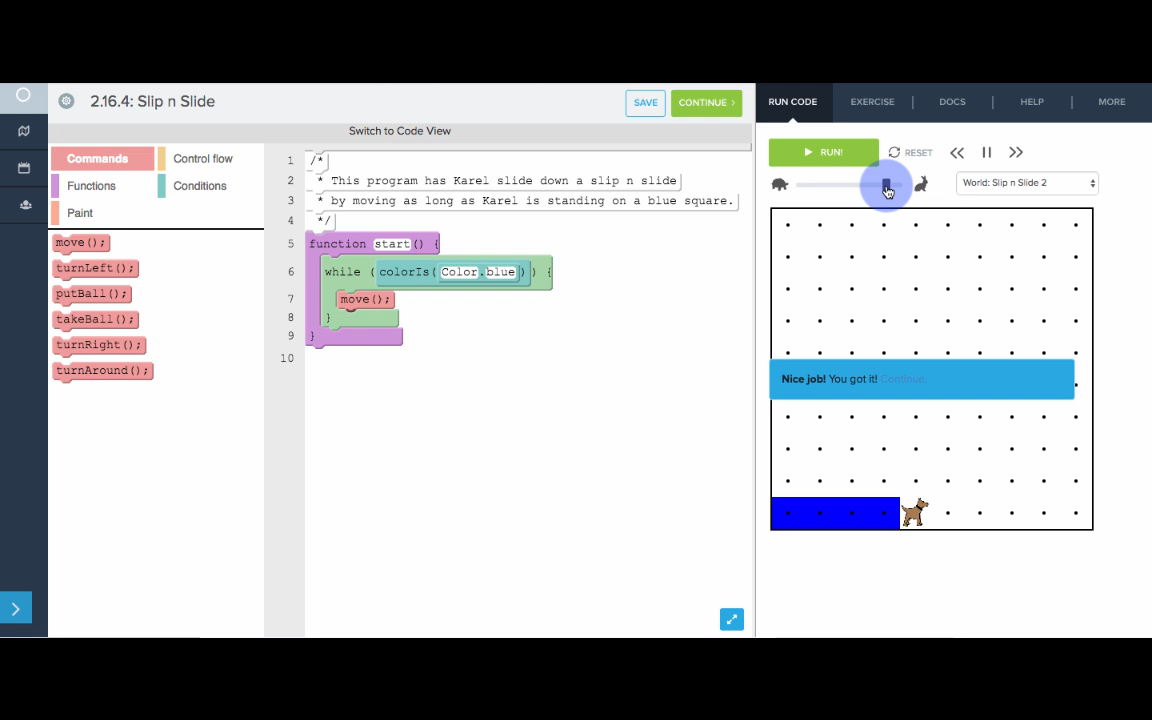 2.16.4: Slip n Slide
SAVE
CONTINUE ›
RUN CODE
EXERCISE
DOCS
HELP
MORE
Switch to Code View
Commands
Control flow
Functions
Conditions
Paint
move();
turnLeft();
putBall();
takeBall();
turnRight();
turnAround();
1 /*
2 * This program has Karel slide down a slip n slide
3 * by moving as long as Karel is standing on a blue square.
4 */
5 function start() {
6 while (colorIs(Color.blue)) {
7 move();
8 }
9 }
10
RUN!
RESET
World: Slip n Slide 2
Nice job! You got it! Continue